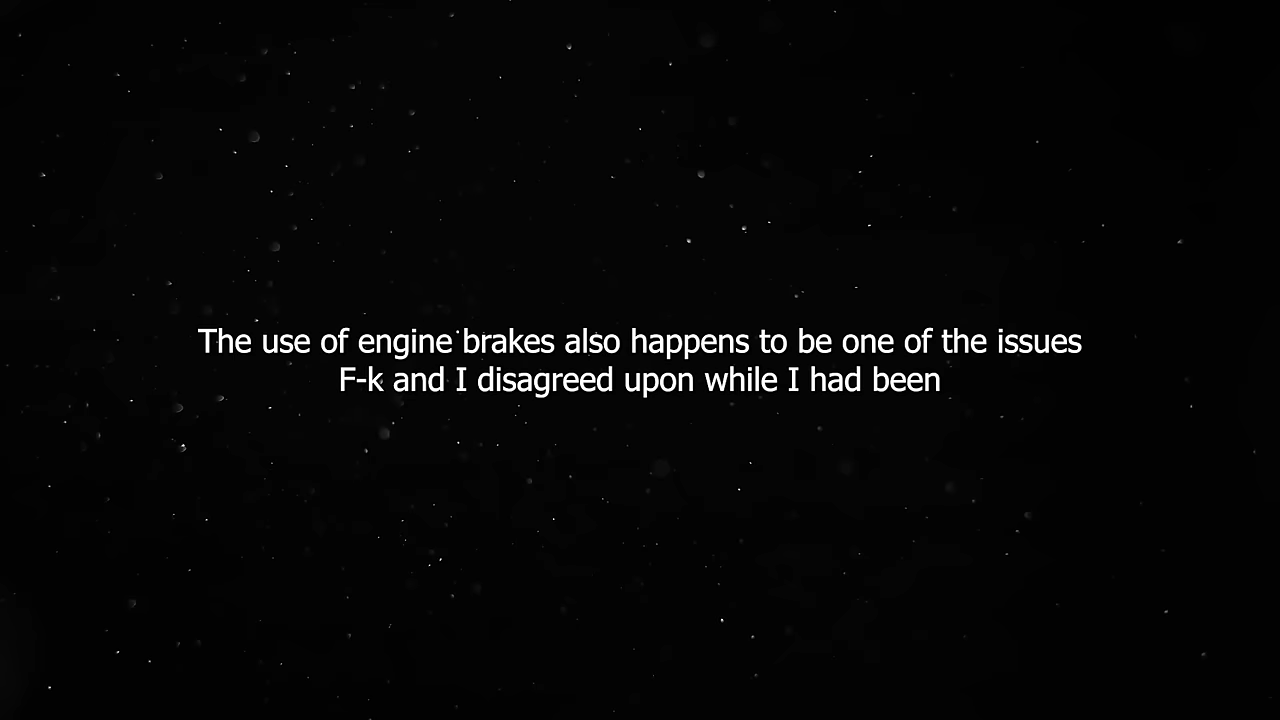 The use of engine brakes also happens to be one of the issues
F-k and I disagreed upon while I had been